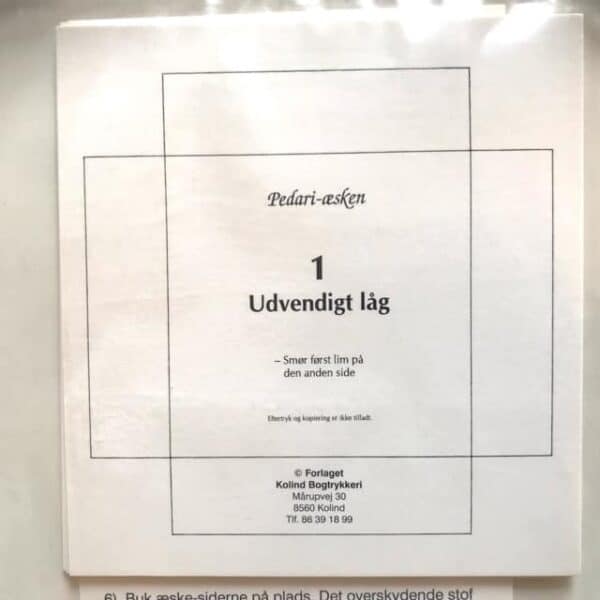 Pedari-æsken
1
Udvendigt låg
– Smør først lim på
den anden side
Eftertryk og kopiering er ikke tilladt.
© Forlaget
Kolind Bogtrykkeri
Mårupvej 30
8560 Kolind
Tlf. 86 39 18 99
6) Buk æske-siderne på plads. Det overskydende stof